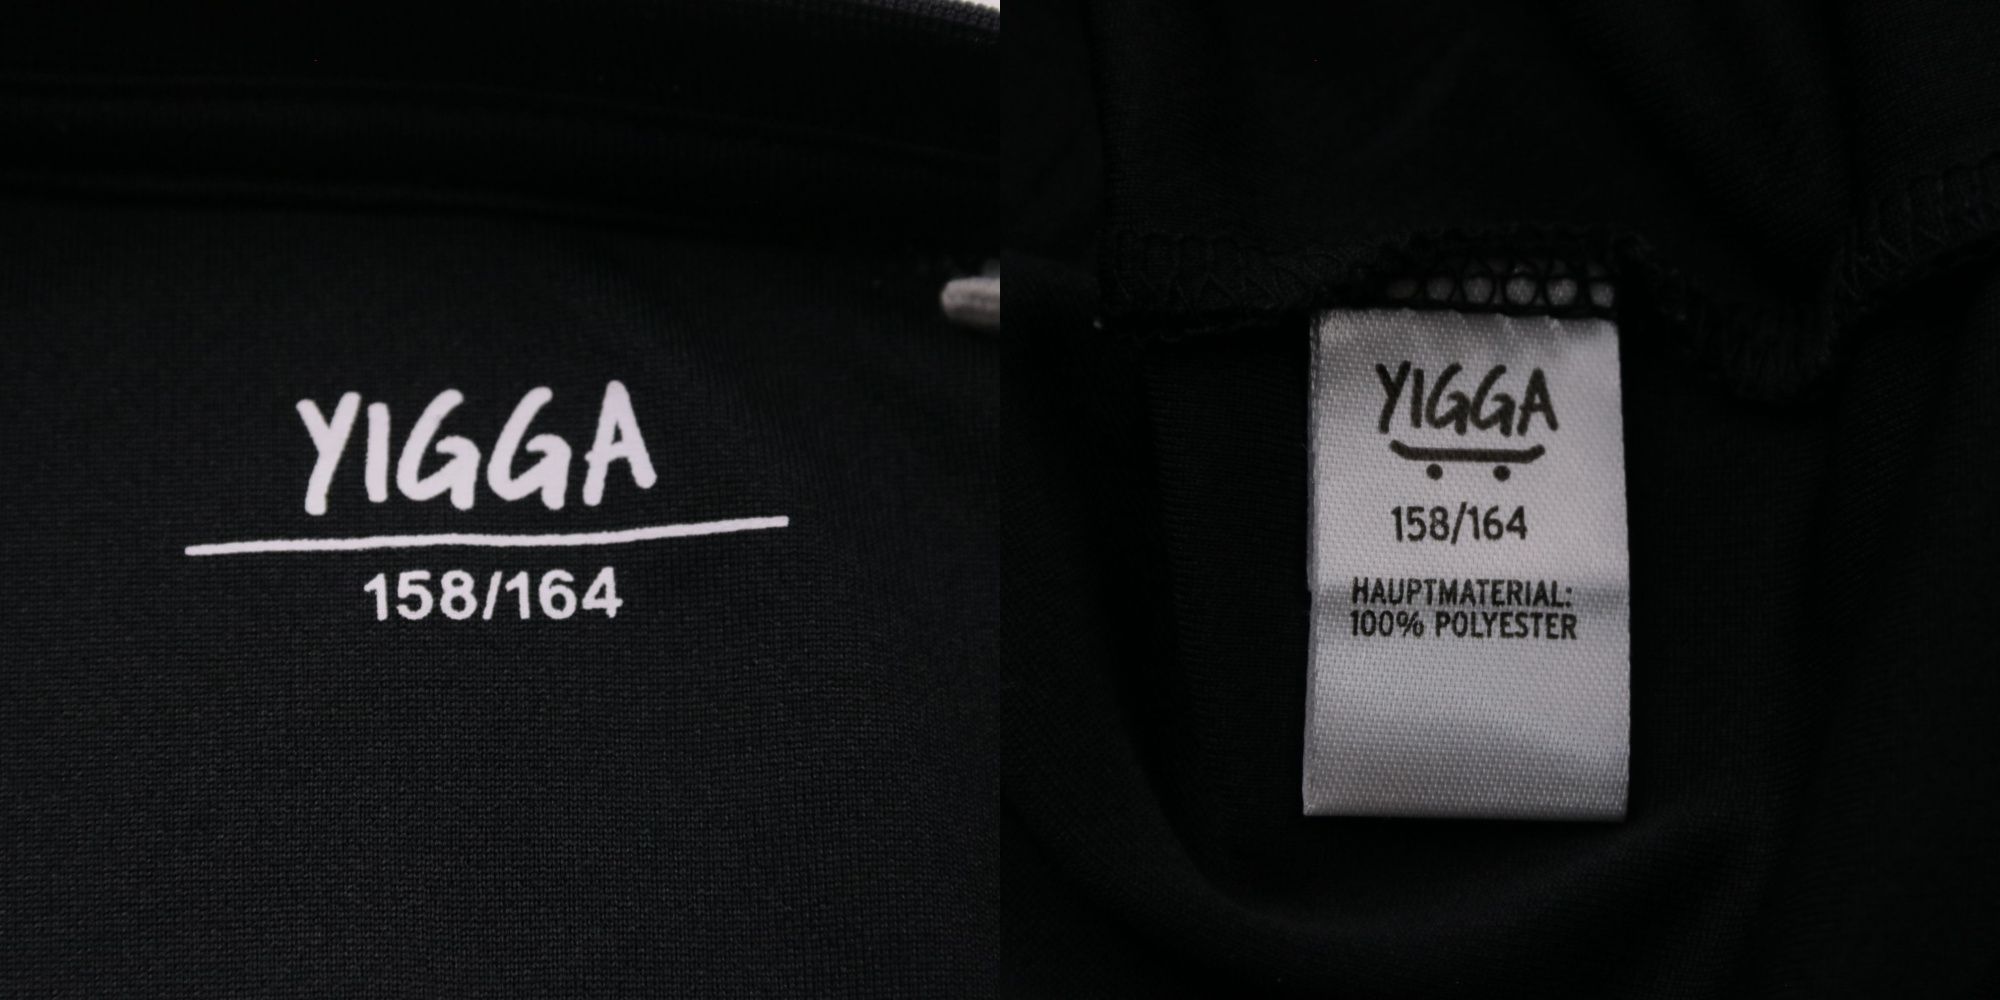 YIGGA
158/164
YIGGA
158/164
HAUPTMATERIAL:
100% POLYESTER